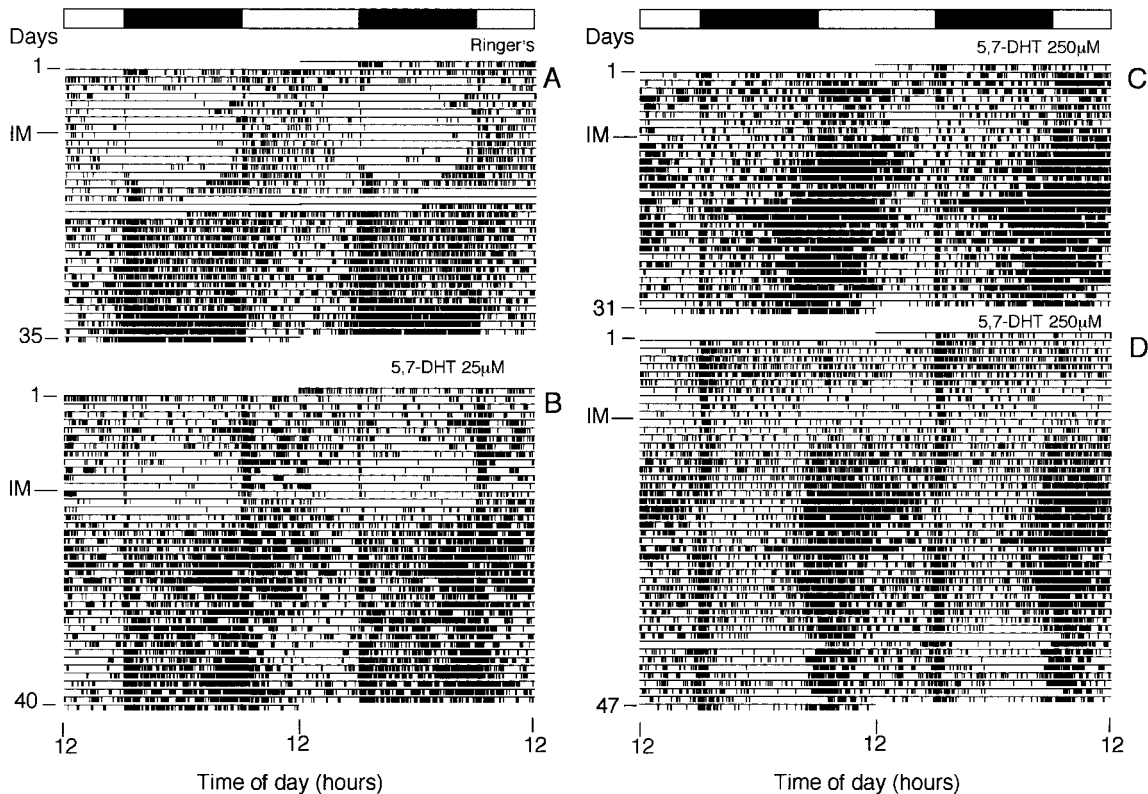 Days
Ringer's
1
A
IM
35
5,7-DHT 25μM
1
B
IM
40
12
12
12
Time of day (hours)
Days
5,7-DHT 250μM
1
C
IM
31
5,7-DHT 250μM
1
D
IM
47
12
12
12
Time of day (hours)